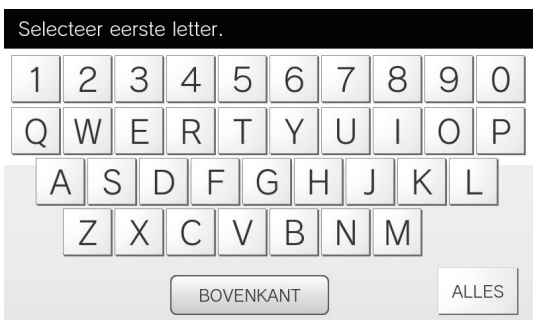 Selecteer eerste letter.
1 2 3 4 5 6 7 8 9 0
Q W E R T Y U I O P
A S D F G H J K L
Z X C V B N M
BOVENKANT ALLES